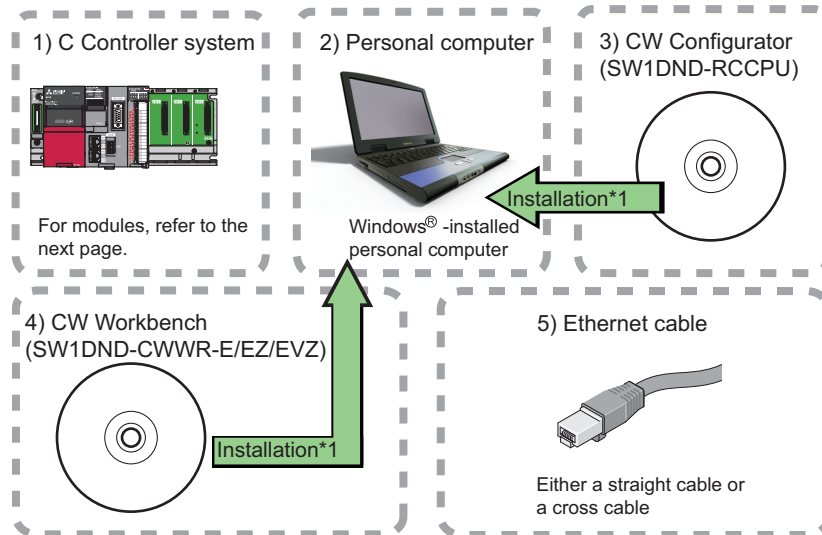 1) C Controller system
For modules, refer to the
next page.
2) Personal computer
Windows® -installed
personal computer
3) CW Configurator
(SW1DND-RCCPU)
Installation*1
4) CW Workbench
(SW1DND-CWWR-E/EZ/EVZ)
Installation*1
5) Ethernet cable
Either a straight cable or
a cross cable